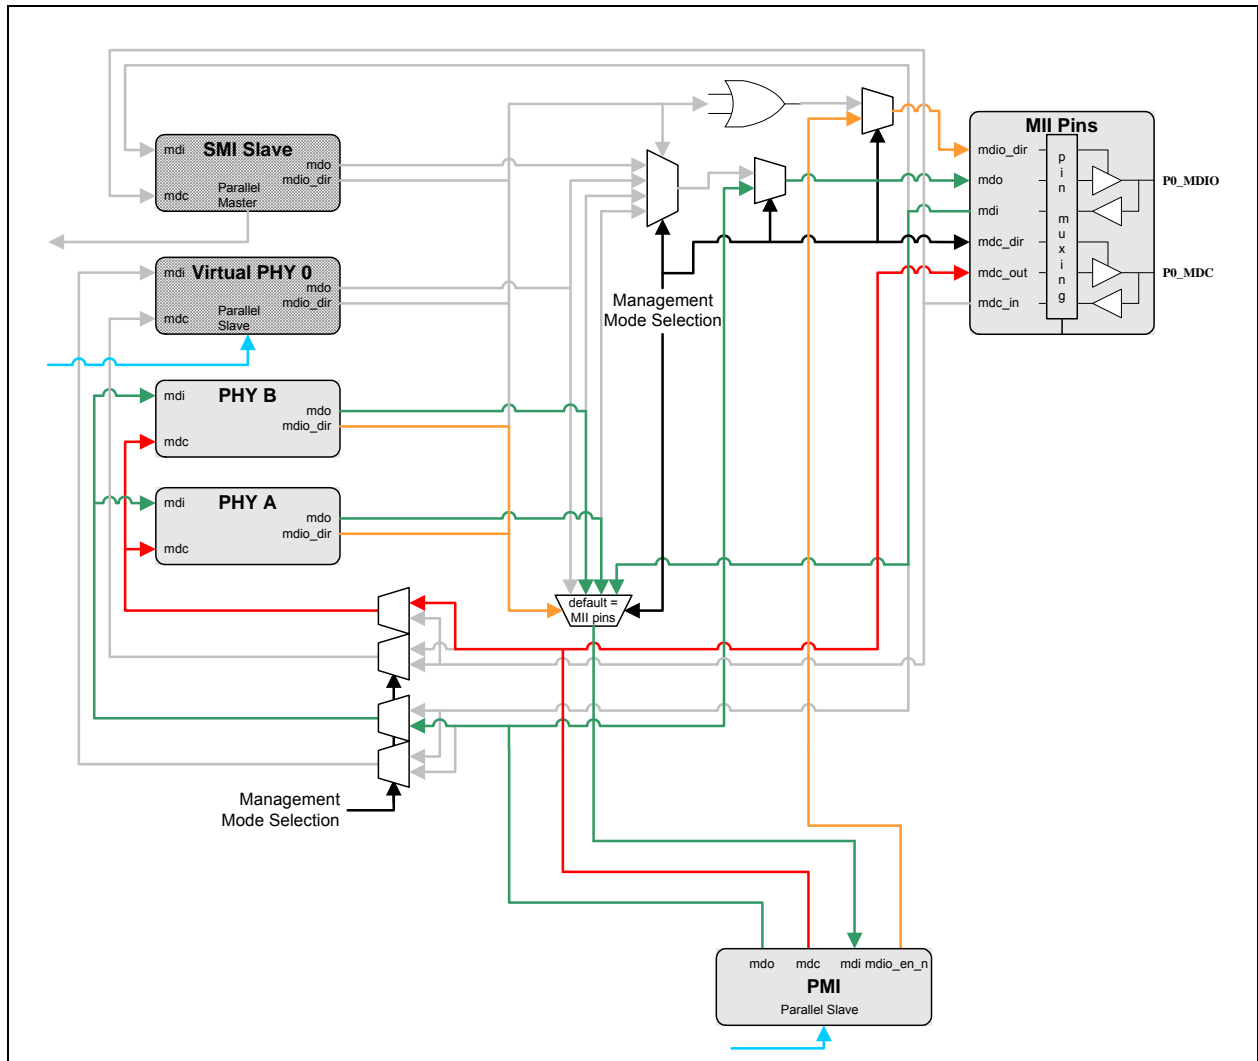 SMI Slave
mdi
mdo
mdio_dir
mdc
Parallel
Master
Virtual PHY 0
mdi
mdo
mdio_dir
mdc
Parallel
Slave
PHY B
mdi
mdo
mdio_dir
mdc
PHY A
mdi
mdo
mdio_dir
mdc
Management
Mode Selection
default =
MII pins
Management
Mode Selection
MII Pins
mdio_dir
mdo
mdi
mdc_dir
mdc_out
mdc_in
pin muxing
P0_MDIO
P0_MDC
mdo
mdc
mdi
mdio_en_n
PMI
Parallel Slave